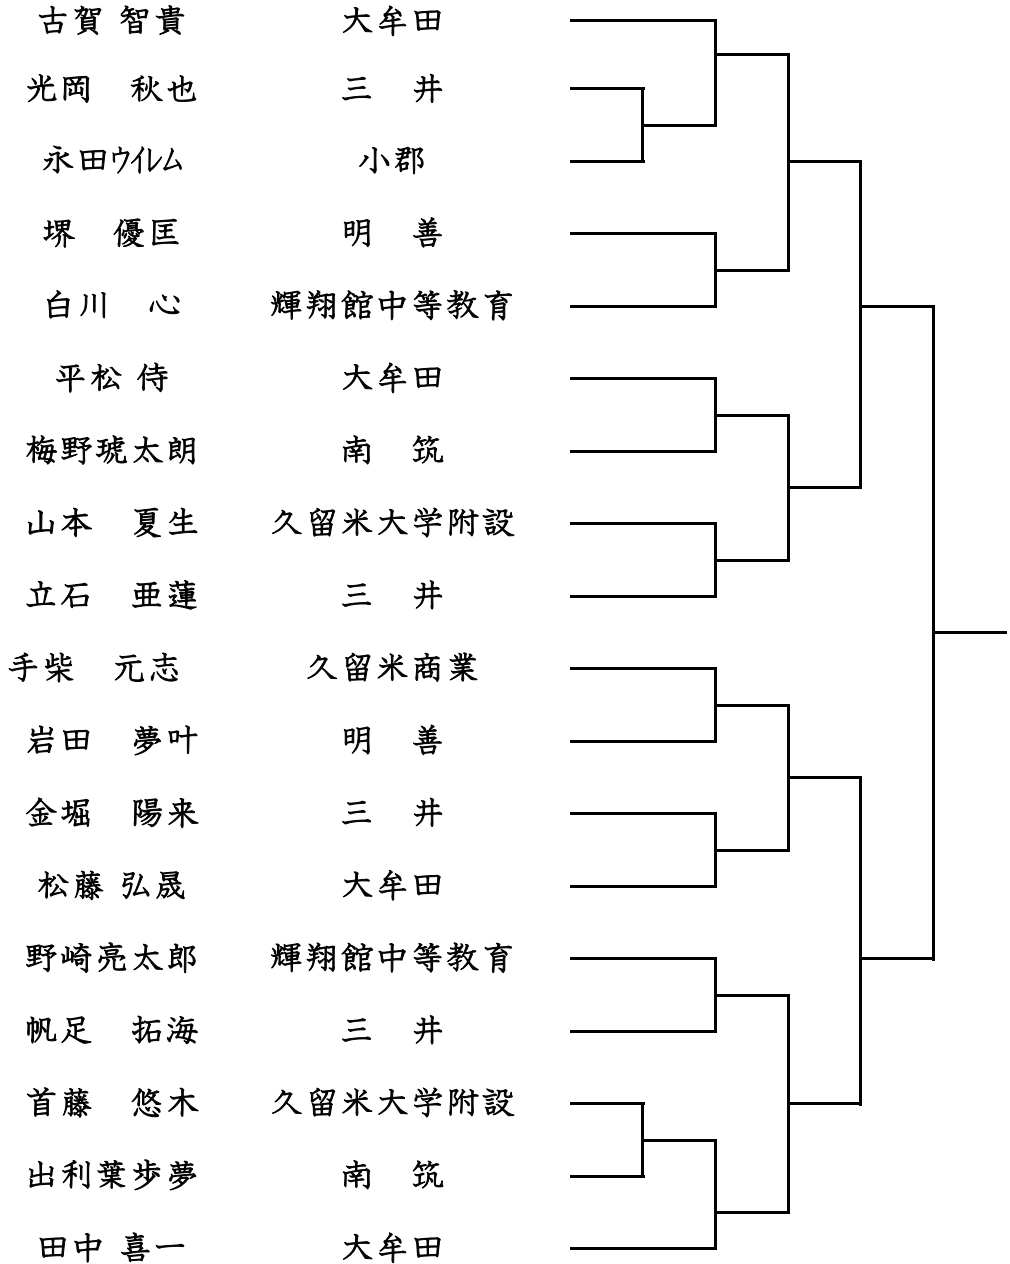 古賀 智貴 大牟田
光岡 秋也 三 井
永田ウイルム 小郡
堺 優匡 明 善
白川 心 輝翔館中等教育
平松 侍 大牟田
梅野琥太朗 南 筑
山本 夏生 久留米大学附設
立石 亜蓮 三 井
手柴 元志 久留米商業
岩田 夢叶 明 善
金堀 陽来 三 井
松藤 弘晟 大牟田
野崎亮太郎 輝翔館中等教育
帆足 拓海 三 井
首藤 悠木 久留米大学附設
出利葉歩夢 南 筑
田中 喜一 大牟田